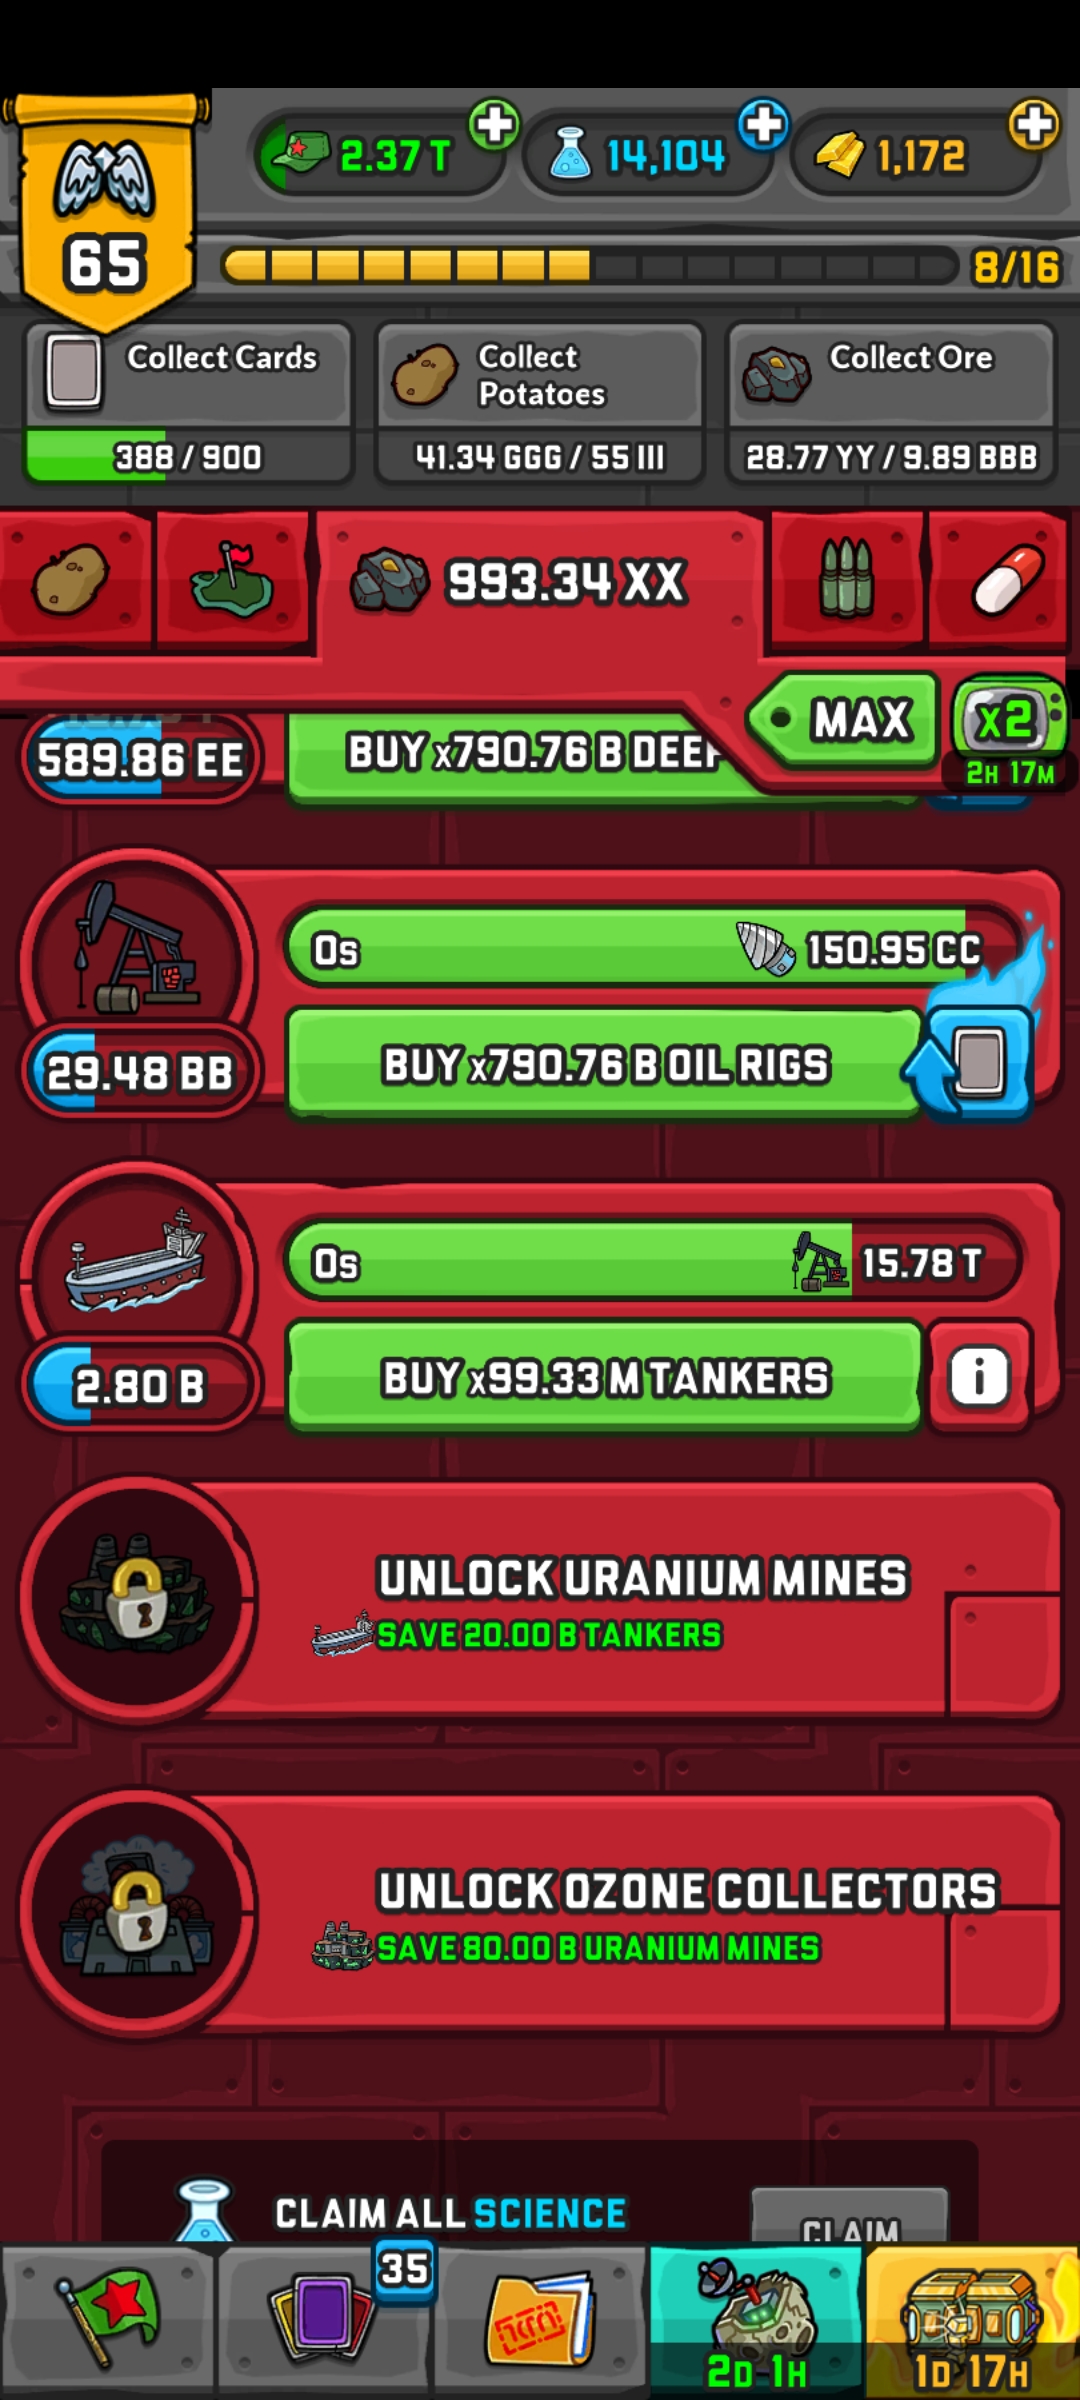 2.37 T
14,104
1,172
65
8/16
Collect Cards
388 / 900
Collect
Potatoes
41.34 GGG / 55 III
Collect Ore
28.77 YY / 9.89 BBB
993.34 XX
MAX
x2
2H 17M
589.86 EE
BUY x790.76 B DEEP
0s
150.95 CC
29.48 BB
BUY x790.76 B OIL RIGS
0s
15.78 T
2.80 B
BUY x99.33 M TANKERS
i
UNLOCK URANIUM MINES
SAVE 20.00 B TANKERS
UNLOCK OZONE COLLECTORS
SAVE 80.00 B URANIUM MINES
CLAIM ALL SCIENCE
CLAIM
35
2D 1H
1D 17H